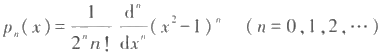 p_n(x) = \frac{1}{2^n n!} \frac{d^n}{dx^n} (x^2-1)^n (n=0,1,2,⋯)